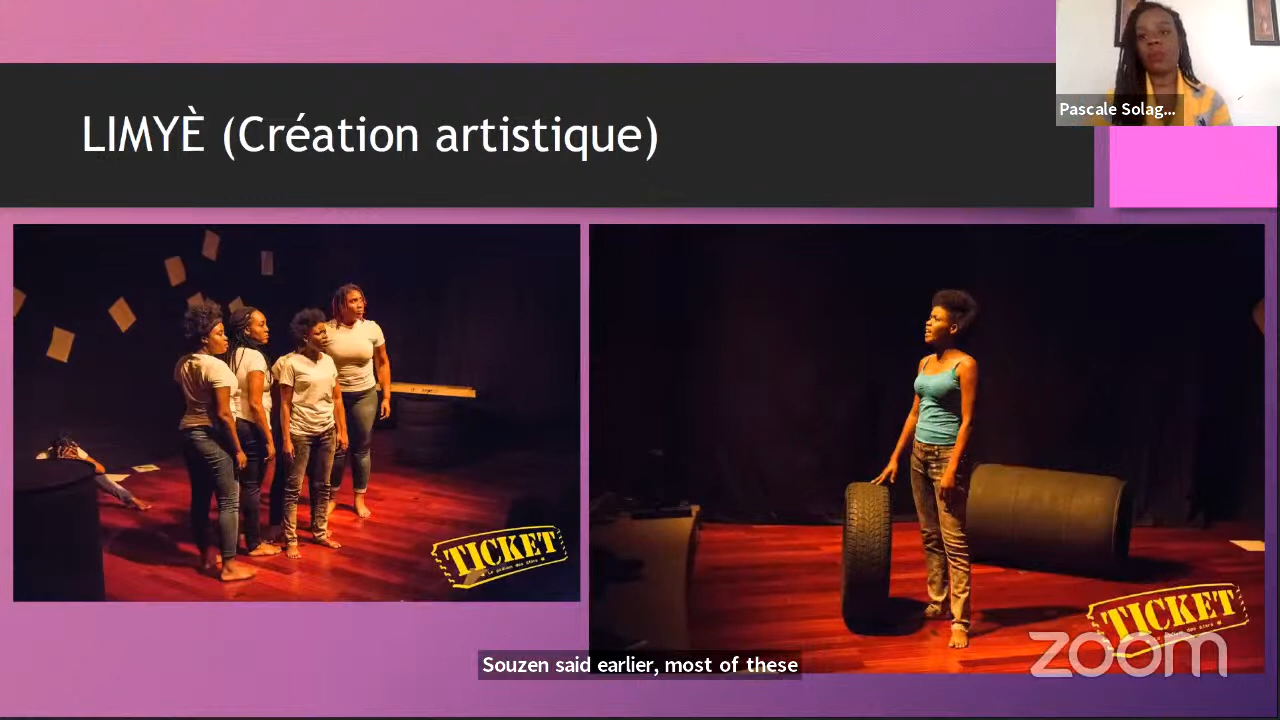 LIMYÈ (Création artistique)
Pascale Solag...
TICKET
TICKET
Souzen said earlier, most of these
zoom